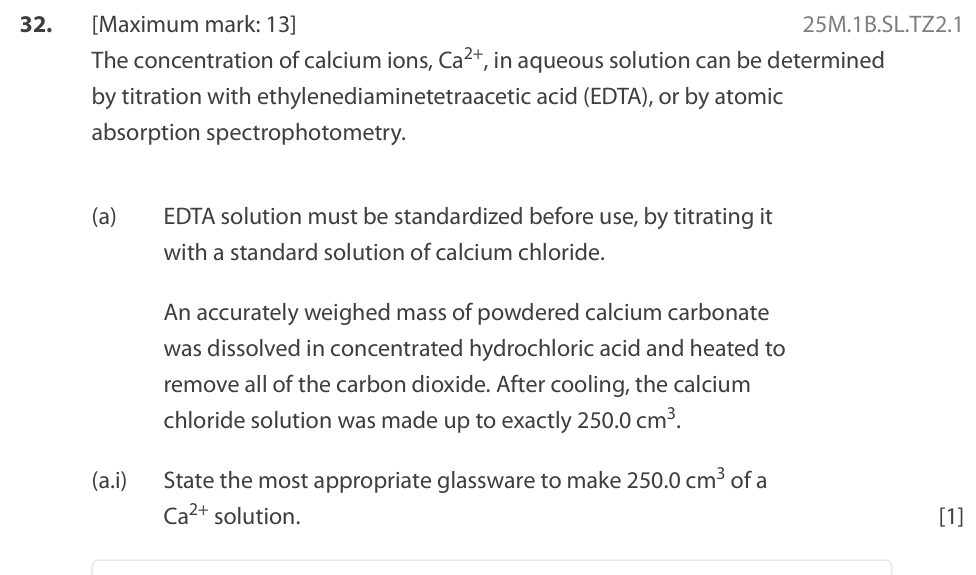 32. [Maximum mark: 13] 25M.1B.SL.TZ2.1
The concentration of calcium ions, Ca²⁺, in aqueous solution can be determined
by titration with ethylenediaminetetraacetic acid (EDTA), or by atomic
absorption spectrophotometry.
(a) EDTA solution must be standardized before use, by titrating it
with a standard solution of calcium chloride.
An accurately weighed mass of powdered calcium carbonate
was dissolved in concentrated hydrochloric acid and heated to
remove all of the carbon dioxide. After cooling, the calcium
chloride solution was made up to exactly 250.0 cm³.
(a.i) State the most appropriate glassware to make 250.0 cm³ of a
Ca²⁺ solution. [1]